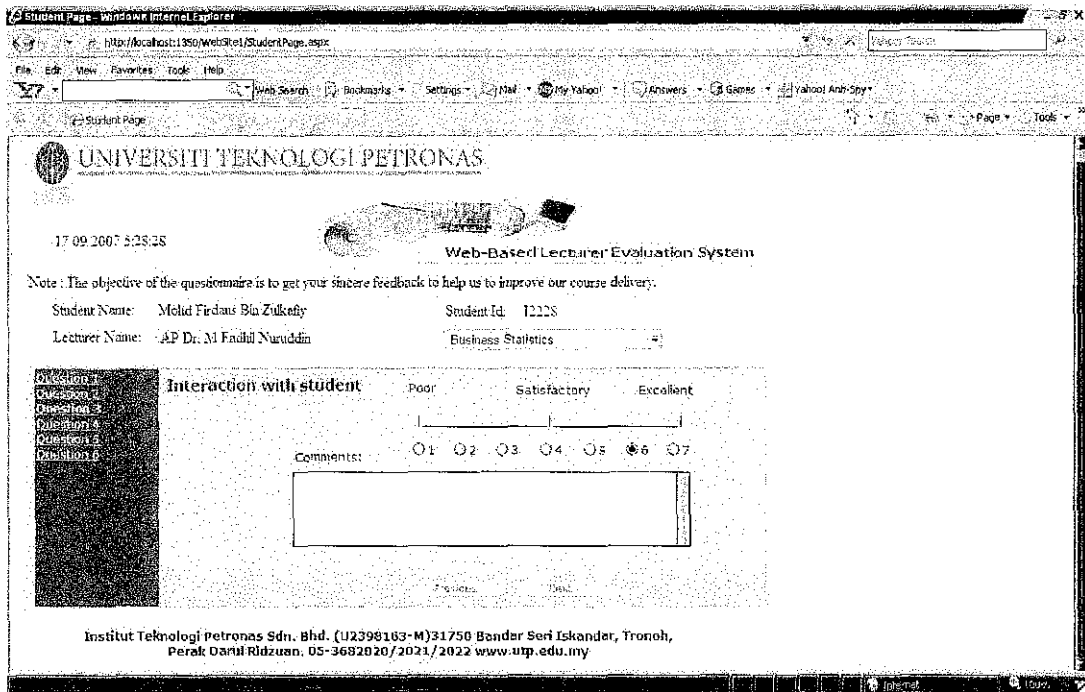 Student Page - Windows Internet Explorer
http://localhost:1350/WebSite1/StudentPage.aspx
File Edit View Favorites Tools Help
Web Search Bookmarks Settings Mail My Yahoo! Answers Games Yahoo! Anti-Spy
Student Page Page Tools
UNIVERSITI TEKNOLOGI PETRONAS
17 09 2007 5:28:28
Web-Based Lecturer Evaluation System
Note : The objective of the questionnaire is to get your sincere feedback to help us to improve our course delivery.
Student Name: Mohd Firdaus Bin Student Id:
Lecturer Name: AP Dr. M Fadhil Nuruddin Business Statistics
Question 1
Question 2
Question 3
Question 4
Question 5
Question 6
Interaction with student Poor Satisfactory Excellent
1 2 3 4 5 6 7
Comments:
Previous Next
Institut Teknologi Petronas Sdn. Bhd. (U2398163-M)31750 Bandar Seri Iskandar, Tronoh,
Perak Darul Ridzuan, 05-3682020/2021/2022 www.utp.edu.my
Internet